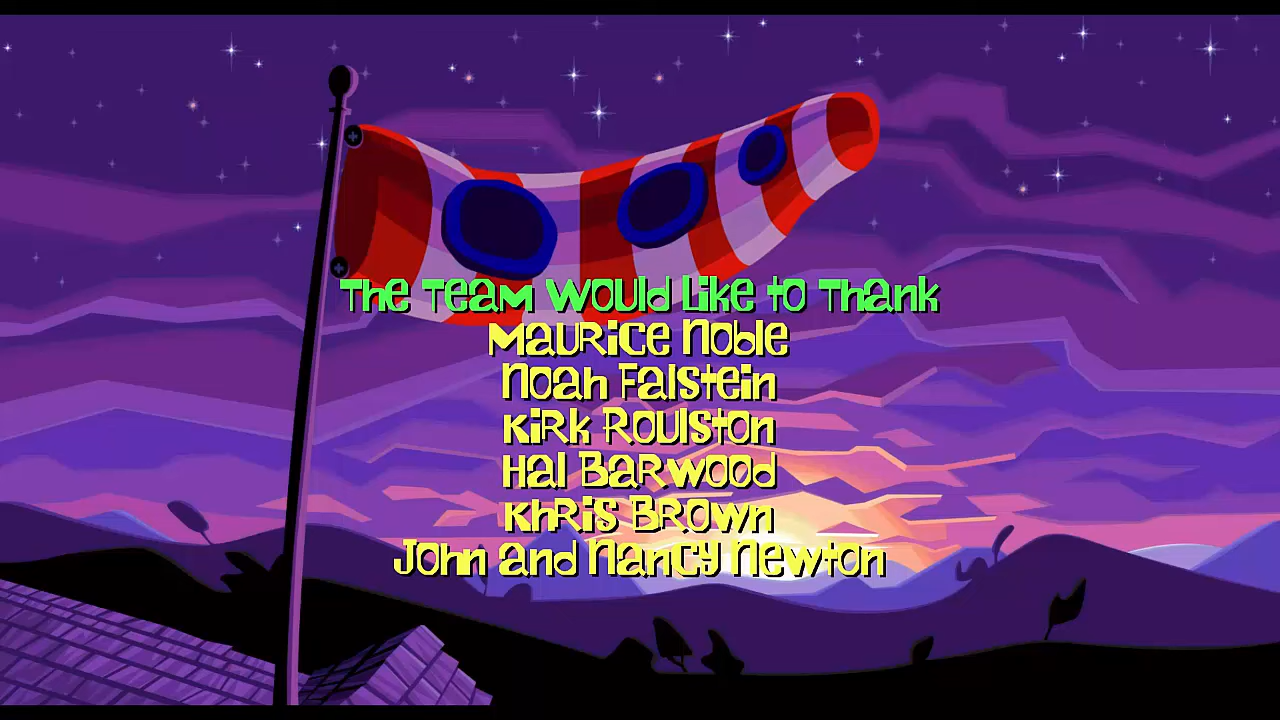 The Team Would Like to Thank
Maurice Noble
Noah Falstein
Kirk Roulston
Hal Barwood
Khris Brown
John and Nancy Newton